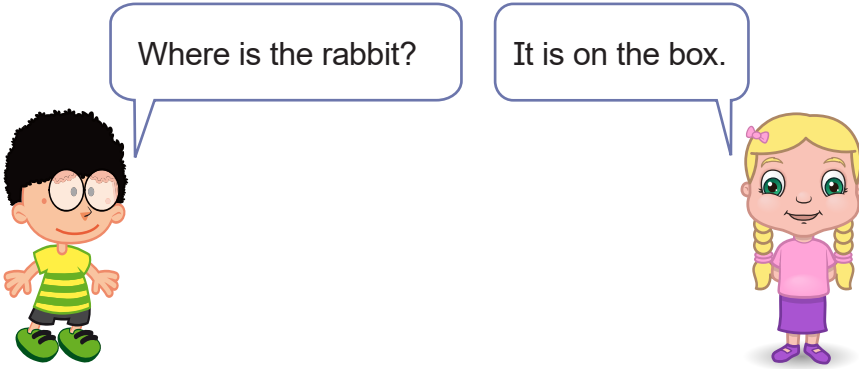 Where is the rabbit?
It is on the box.